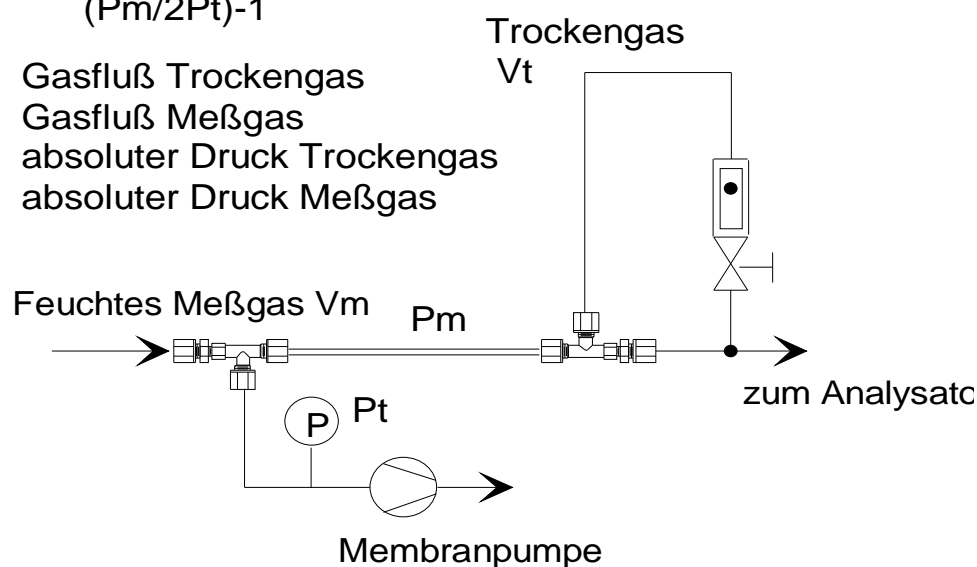 (Pm/2Pt)-1
Trockengas
Vt
Gasfluß Trockengas
Gasfluß Meßgas
absoluter Druck Trockengas
absoluter Druck Meßgas
Feuchtes Meßgas Vm
Pm
zum Analysato
P
Pt
Membranpumpe